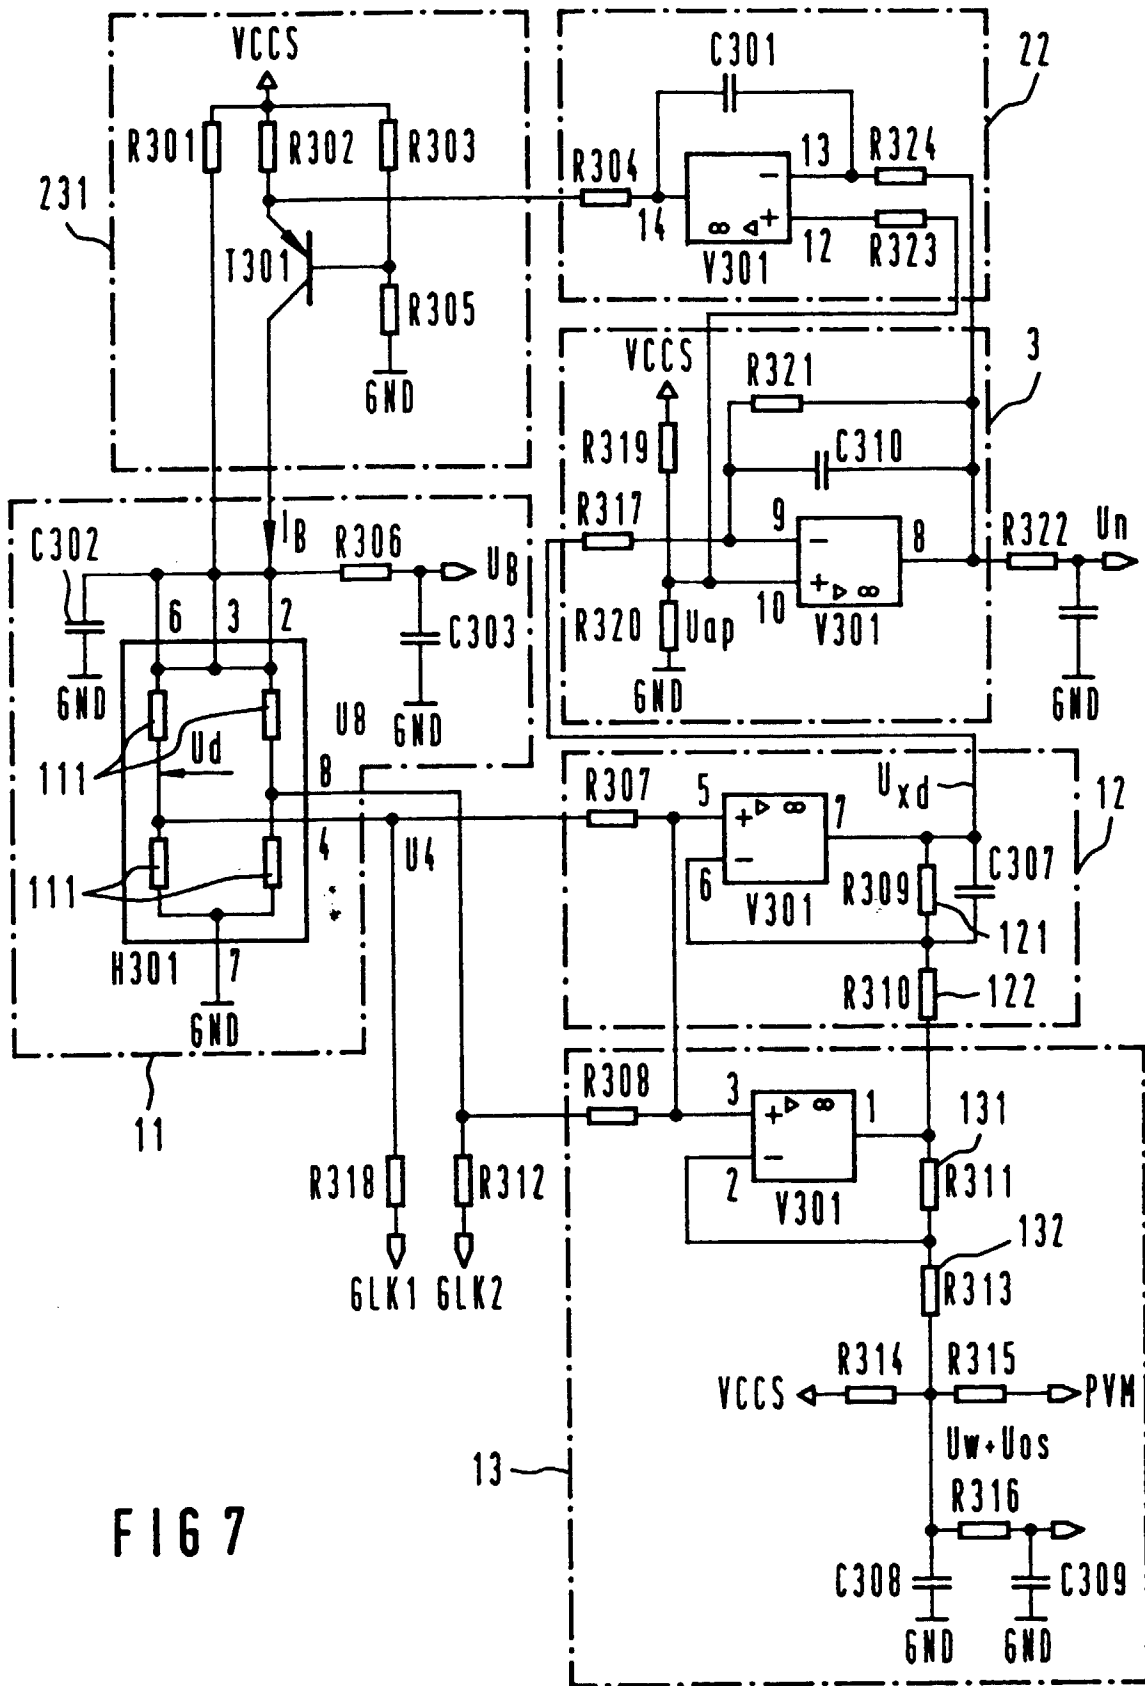 VCCS
C301
22
R301
R302
R303
R304
13
R324
231
14
12
R323
V301
∞
T301
R305
GND
VCCS
R321
3
R319
C310
R317
9
8
R322
Un
C302
IB
R306
UB
6
3
2
C303
R320
Uap
10
V301
∞
GND
GND
GND
GND
U8
Ud
111
8
R307
5
∞
7
Uxd
12
4
U4
6
V301
R309
C307
111
121
H301
7
R310
122
GND
R308
3
∞
1
131
11
2
V301
R311
R318
R312
132
R313
GLK1
GLK2
R314
R315
VCCS
PVM
Uw+Uos
13
R316
FIG 7
C308
C309
GND
GND